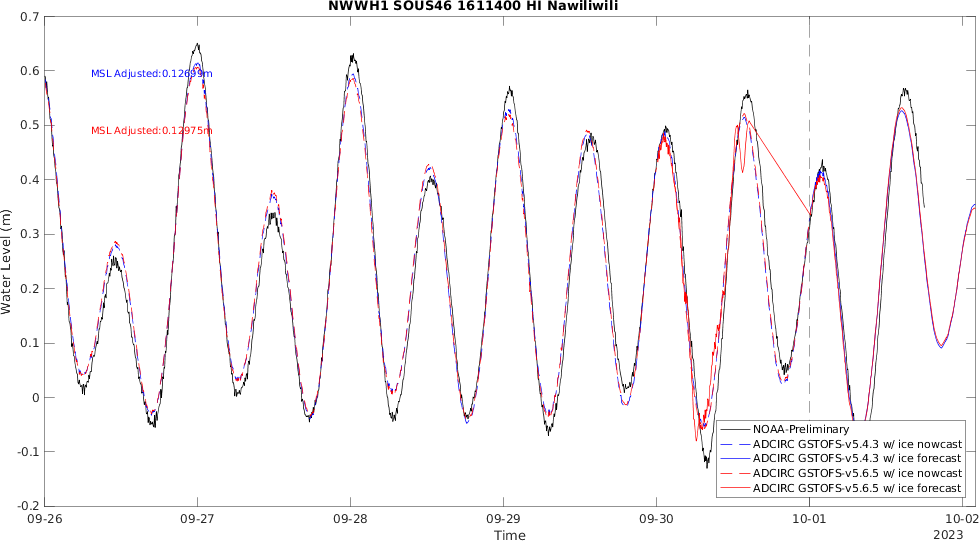 NWWH1 SOUS46 1611400 HI Nawiliwili
0.7
0.6
0.5
0.4
0.3
0.2
0.1
0
-0.1
-0.2
Water Level (m)
MSL Adjusted:0.12699m
MSL Adjusted:0.12975m
NOAA-Preliminary
ADCIRC GSTOFS-v5.4.3 w/ ice nowcast
ADCIRC GSTOFS-v5.4.3 w/ ice forecast
ADCIRC GSTOFS-v5.6.5 w/ ice nowcast
ADCIRC GSTOFS-v5.6.5 w/ ice forecast
09-26 09-27 09-28 09-29 09-30 10-01 10-02
Time
2023